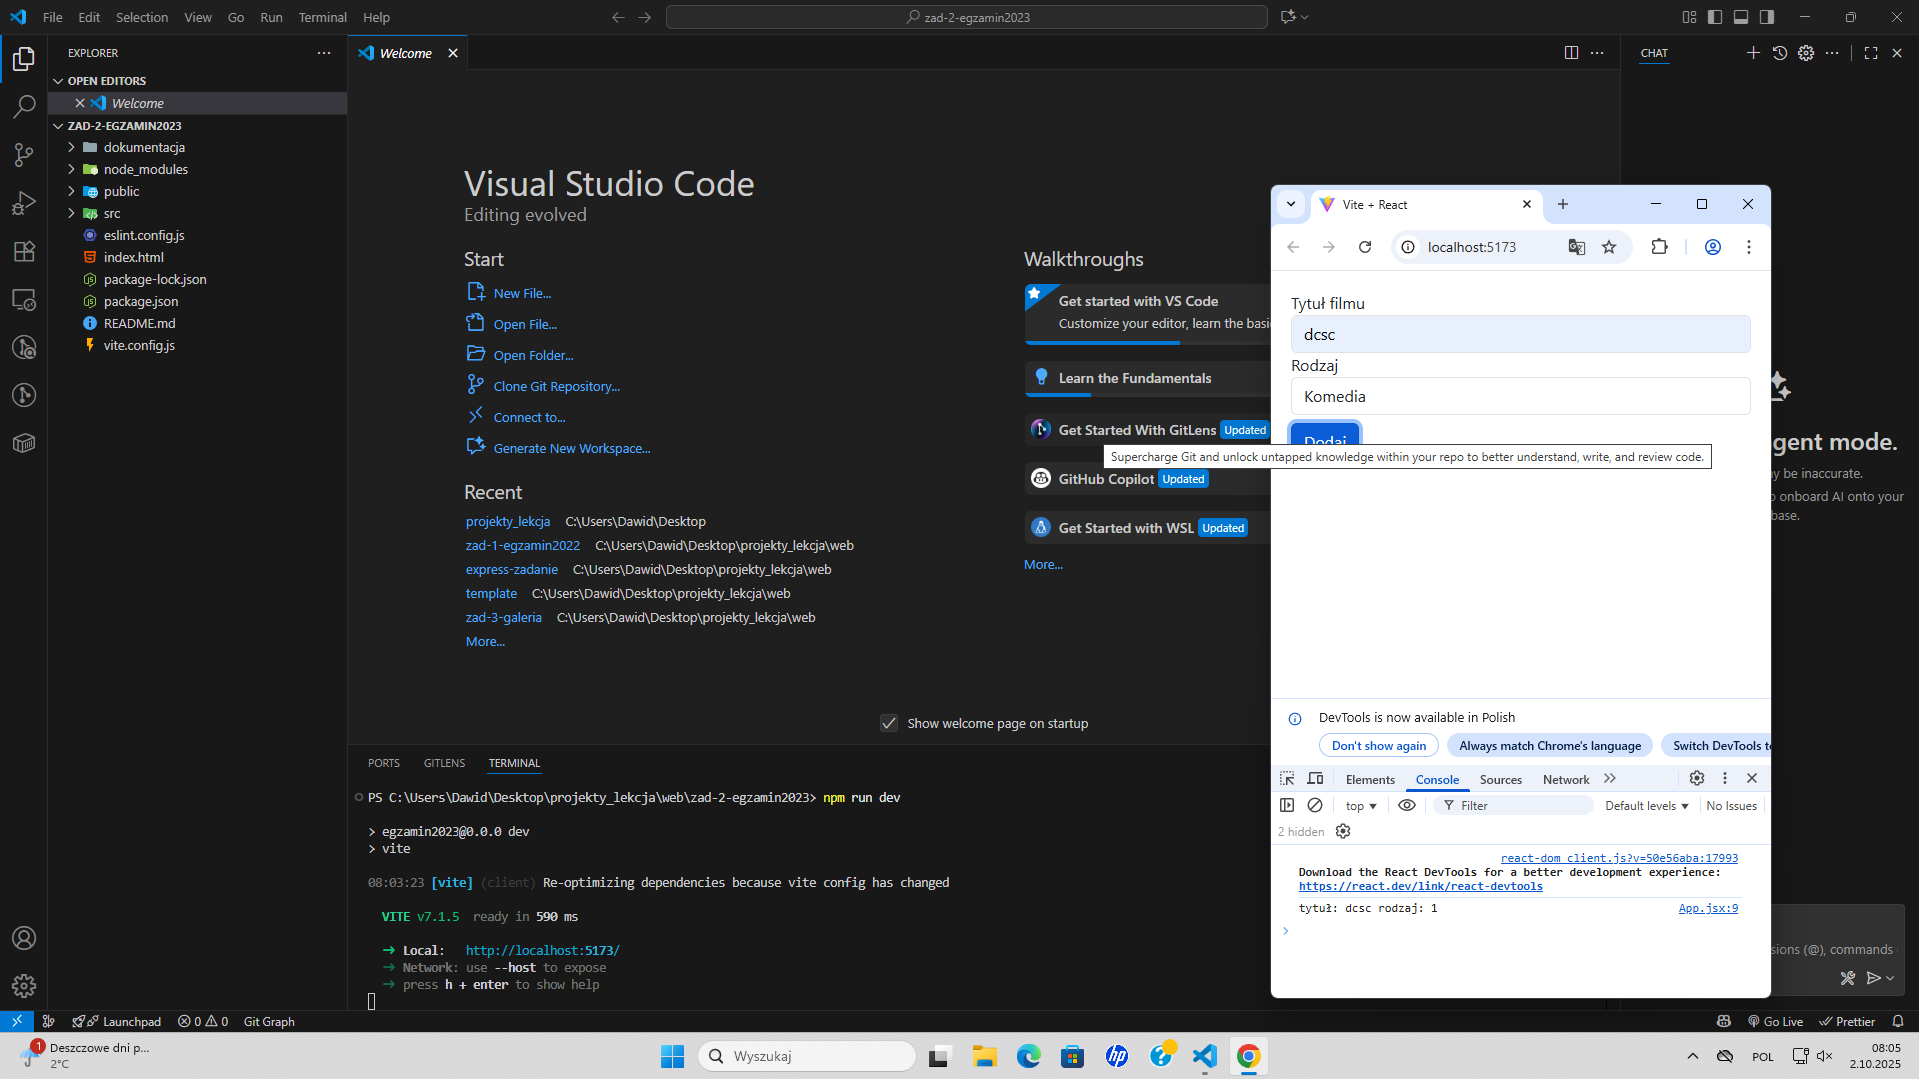 File Edit Selection View Go Run Terminal Help
zad-2-egzamin2023
EXPLORER
OPEN EDITORS
Welcome
ZAD-2-EGZAMIN2023
dokumentacja
node_modules
public
src
eslint.config.js
index.html
package-lock.json
package.json
README.md
vite.config.js
Welcome
Visual Studio Code
Editing evolved
Start
New File...
Open File...
Open Folder...
Clone Git Repository...
Connect to...
Generate New Workspace...
Recent
projekty_lekcja C:\Users\Dawid\Desktop
zad-1-egzamin2022 C:\Users\Dawid\Desktop\projekty_lekcja\web
express-zadanie C:\Users\Dawid\Desktop\projekty_lekcja\web
template C:\Users\Dawid\Desktop\projekty_lekcja\web
zad-3-galeria C:\Users\Dawid\Desktop\projekty_lekcja\web
More...
Walkthroughs
Get started with VS Code
Customize your editor, learn the basi
Learn the Fundamentals
Get Started With GitLens Updated
Supercharge Git and unlock untapped knowledge within your repo to better understand, write, and review code.
GitHub Copilot Updated
Get Started with WSL Updated
More...
Show welcome page on startup
PORTS GITLENS TERMINAL
PS C:\Users\Dawid\Desktop\projekty_lekcja\web\zad-2-egzamin2023> npm run dev
> egzamin2023@0.0.0 dev
> vite
08:03:23 [vite] (client) Re-optimizing dependencies because vite config has changed
VITE v7.1.5 ready in 590 ms
➜ Local: http://localhost:5173/
➜ Network: use --host to expose
➜ press h + enter to show help
CHAT
gent mode.
y be inaccurate.
o onboard AI onto your
base.
sions (@), commands
Vite + React
localhost:5173
Tytuł filmu
dcsc
Rodzaj
Komedia
Dodaj
DevTools is now available in Polish
Don't show again Always match Chrome's language Switch DevTools to
Elements Console Sources Network
top Filter Default levels No Issues
2 hidden
react-dom_client.js?v=50e56aba:17993
Download the React DevTools for a better development experience:
https://react.dev/link/react-devtools
tytuł: dcsc rodzaj: 1 App.jsx:9
Launchpad 0 0 Git Graph
Go Live Prettier
1
Deszczowe dni p...
2°C
Wyszukaj
POL
08:05
2.10.2025